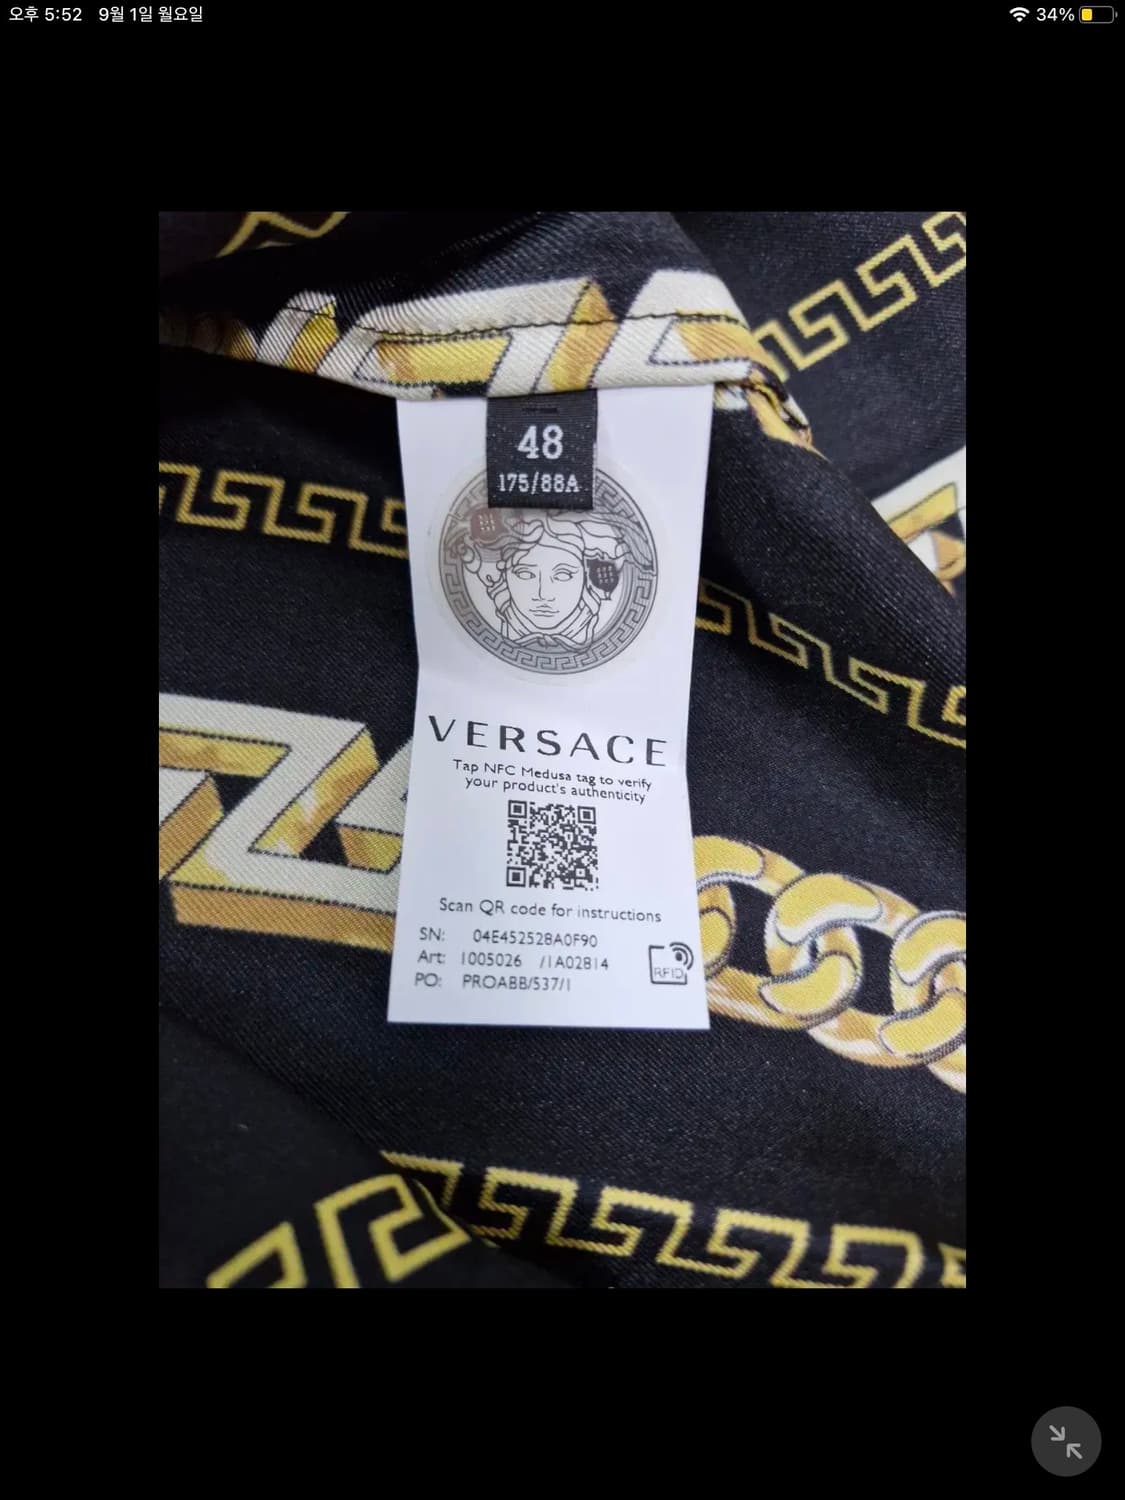 오후 5:52 9월 1일 월요일
34%
48
175/88A
VERSACE
Tap NFC Medusa tag to verify
your product's authenticity
Scan QR code for instructions
SN: 04E452528A0F90
Art: 1005026 /1A02814
PO: PROABB/537/1
RFID